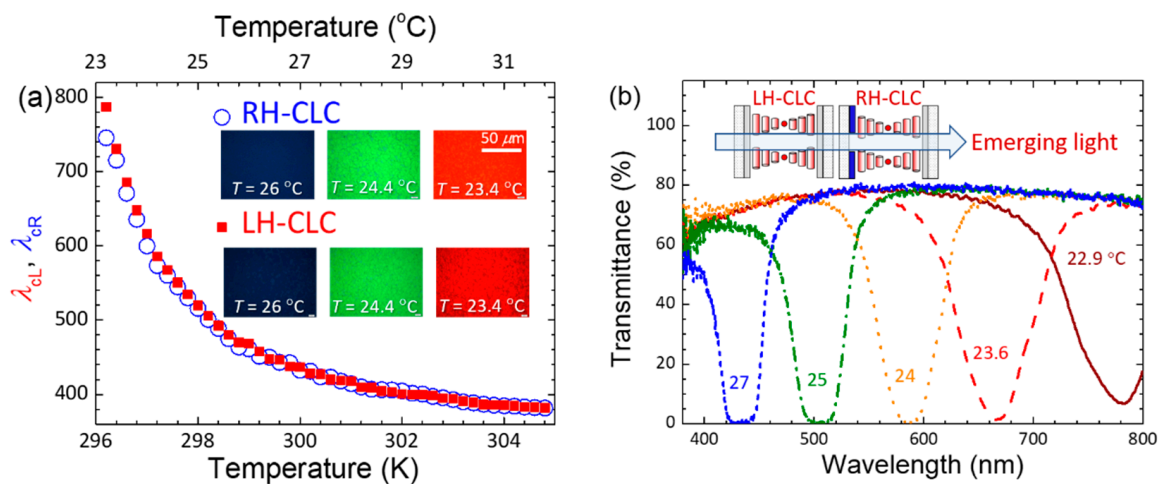 Temperature (°C)
23 24 26 27 28 29 31
(a)
800
700
600
500
400
λcL, λcR
RH-CLC
50 μm
T = 26 °C
T = 24.4 °C
T = 23.4 °C
LH-CLC
T = 26 °C
T = 24.4 °C
T = 23.4 °C
296 298 300 302 304
Temperature (K)
(b)
LH-CLC RH-CLC
Emerging light
100
80
60
40
20
0
Transmittance (%)
22.9 °C
23.6
24
25
27
400 500 600 700 800
Wavelength (nm)